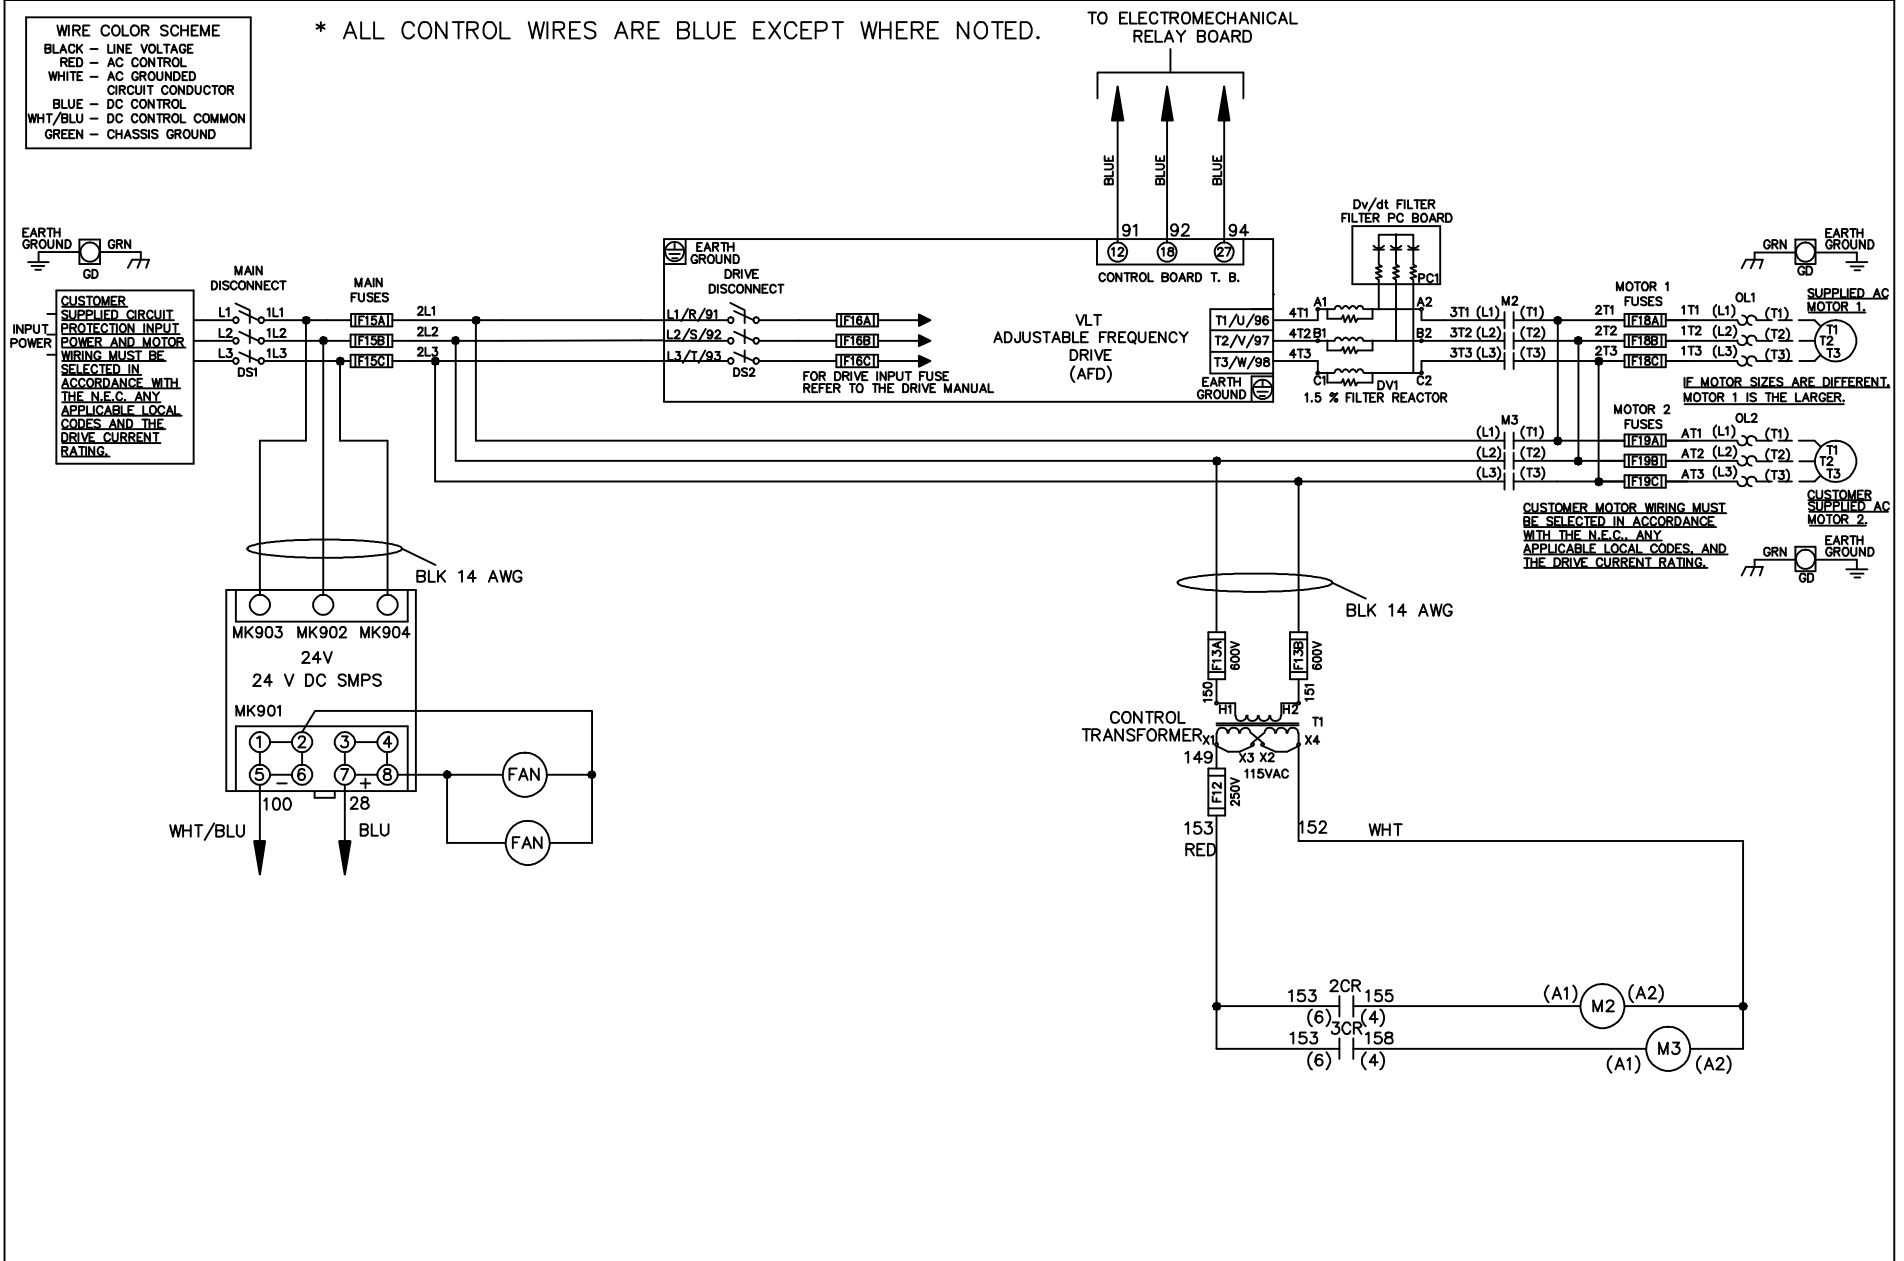 WIRE COLOR SCHEME
BLACK – LINE VOLTAGE
RED – AC CONTROL
WHITE – AC GROUNDED
CIRCUIT CONDUCTOR
BLUE – DC CONTROL
WHT/BLU – DC CONTROL COMMON
GREEN – CHASSIS GROUND
* ALL CONTROL WIRES ARE BLUE EXCEPT WHERE NOTED.
TO ELECTROMECHANICAL
RELAY BOARD
BLUE
BLUE
BLUE
91 92 94
12 18 27
CONTROL BOARD T. B.
EARTH
GROUND
GRN
GD
INPUT
POWER
CUSTOMER
SUPPLIED CIRCUIT
PROTECTION INPUT
POWER AND MOTOR
WIRING MUST BE
SELECTED IN
ACCORDANCE WITH
THE N.E.C. ANY
APPLICABLE LOCAL
CODES AND THE
DRIVE CURRENT
RATING.
MAIN
DISCONNECT
L1 1L1
L2 1L2
L3 1L3
DS1
MAIN
FUSES
F15A 2L1
F15B 2L2
F15C 2L3
EARTH
GROUND
DRIVE
DISCONNECT
L1/R/91
L2/S/92
L3/T/93
DS2
F16A
F16B
F16C
FOR DRIVE INPUT FUSE
REFER TO THE DRIVE MANUAL
VLT
ADJUSTABLE FREQUENCY
DRIVE
(AFD)
T1/U/96
T2/V/97
T3/W/98
EARTH
GROUND
Dv/dt FILTER
FILTER PC BOARD
PC1
4T1 A1 A2
4T2 B1 B2
4T3
C1 DV1 C2
1.5 % FILTER REACTOR
M2
3T1 (L1) (T1)
3T2 (L2) (T2)
3T3 (L3) (T3)
MOTOR 1
FUSES
2T1 F18A 1T1 (L1) (T1)
2T2 F18B 1T2 (L2) (T2)
2T3 F18C 1T3 (L3) (T3)
OL1
GRN
GD
EARTH
GROUND
SUPPLIED AC
MOTOR 1.
T1
T2
T3
IF MOTOR SIZES ARE DIFFERENT,
MOTOR 1 IS THE LARGER.
M3
(L1) (T1)
(L2) (T2)
(L3) (T3)
MOTOR 2
FUSES
OL2
F19A AT1 (L1) (T1)
F19B AT2 (L2) (T2)
F19C AT3 (L3) (T3)
T1
T2
T3
CUSTOMER
SUPPLIED AC
MOTOR 2.
CUSTOMER MOTOR WIRING MUST
BE SELECTED IN ACCORDANCE
WITH THE N.E.C., ANY
APPLICABLE LOCAL CODES, AND
THE DRIVE CURRENT RATING.
GRN
GD
EARTH
GROUND
BLK 14 AWG
MK903 MK902 MK904
24V
24 V DC SMPS
MK901
1 2 3 4
5 – 6 7 + 8
100 28
WHT/BLU BLU
FAN
FAN
BLK 14 AWG
F13A 600V
F13B 600V
150 151
H1 H2
T1
CONTROL
TRANSFORMER
X1 X4
149 X3 X2
115VAC
F12 250V
153
RED
152 WHT
2CR
153 155
(6) (4)
(A1) M2 (A2)
3CR
153 158
(6) (4)
(A1) M3 (A2)